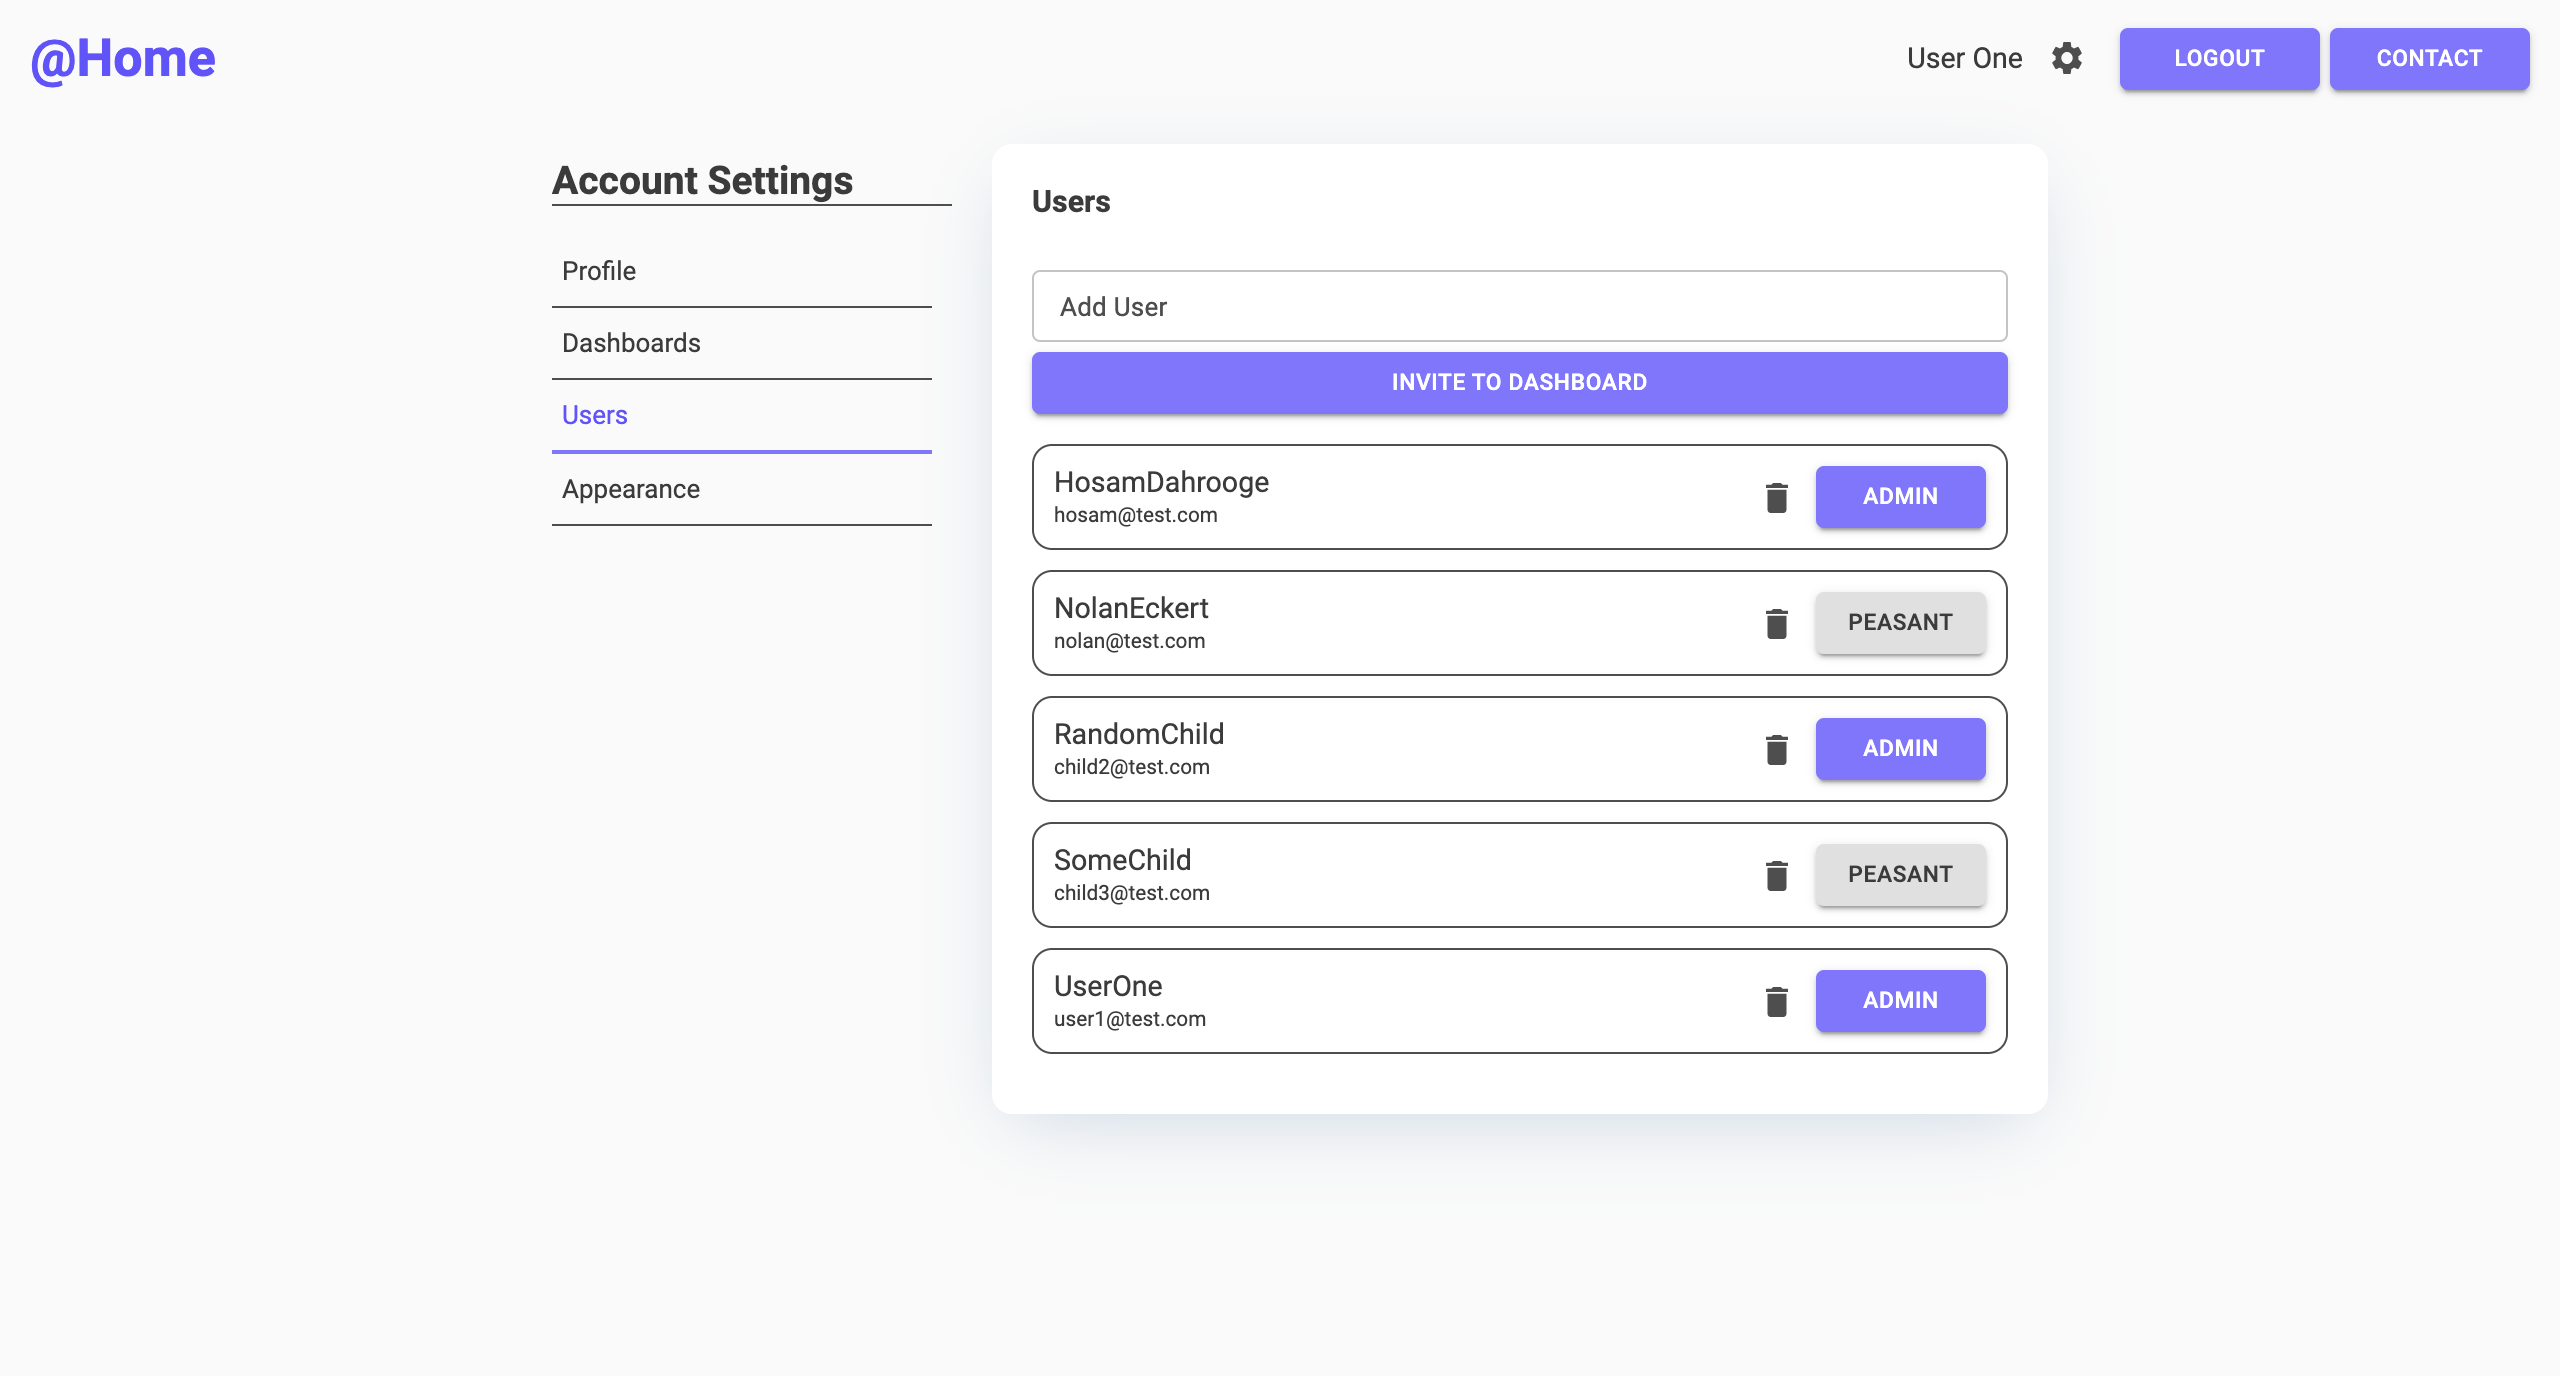 @Home
User One
LOGOUT
CONTACT
Account Settings
Profile
Dashboards
Users
Appearance
Users
Add User
INVITE TO DASHBOARD
HosamDahrooge
hosam@test.com
ADMIN
NolanEckert
nolan@test.com
PEASANT
RandomChild
child2@test.com
ADMIN
SomeChild
child3@test.com
PEASANT
UserOne
user1@test.com
ADMIN